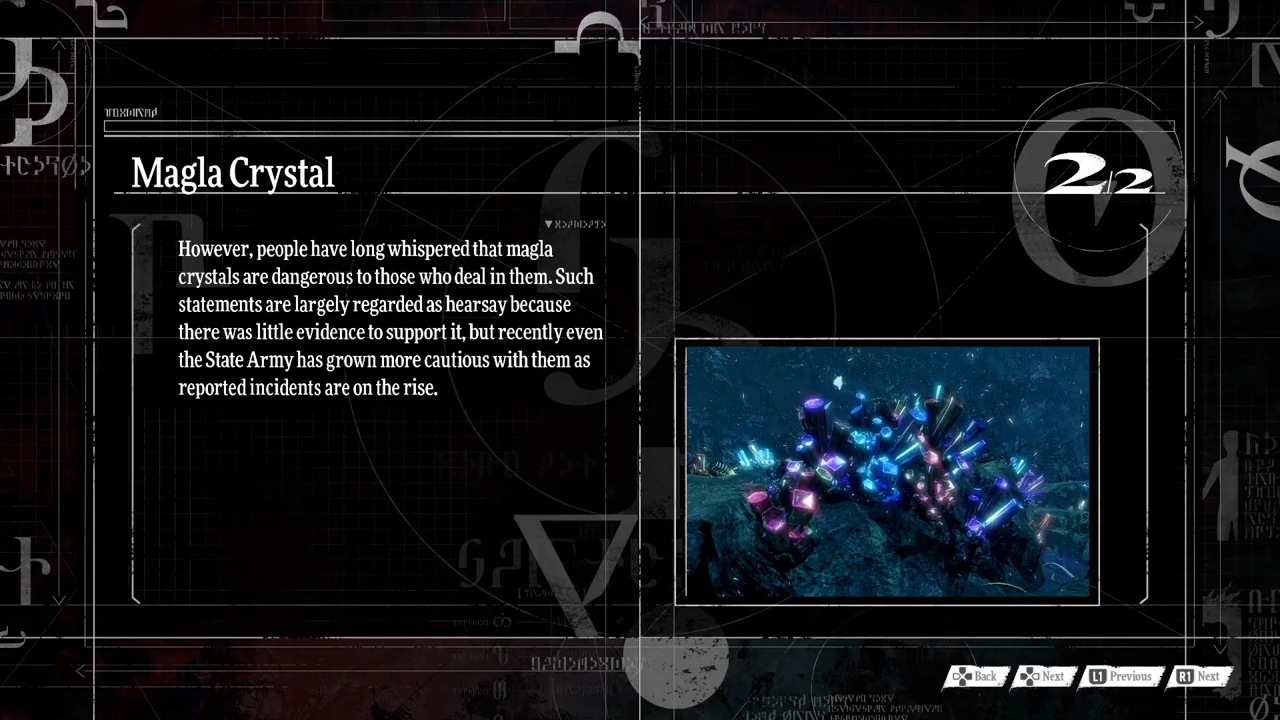 Magla Crystal
2/2
However, people have long whispered that magla
crystals are dangerous to those who deal in them. Such
statements are largely regarded as hearsay because
there was little evidence to support it, but recently even
the State Army has grown more cautious with them as
reported incidents are on the rise.
Back
Next
L1 Previous
R1 Next